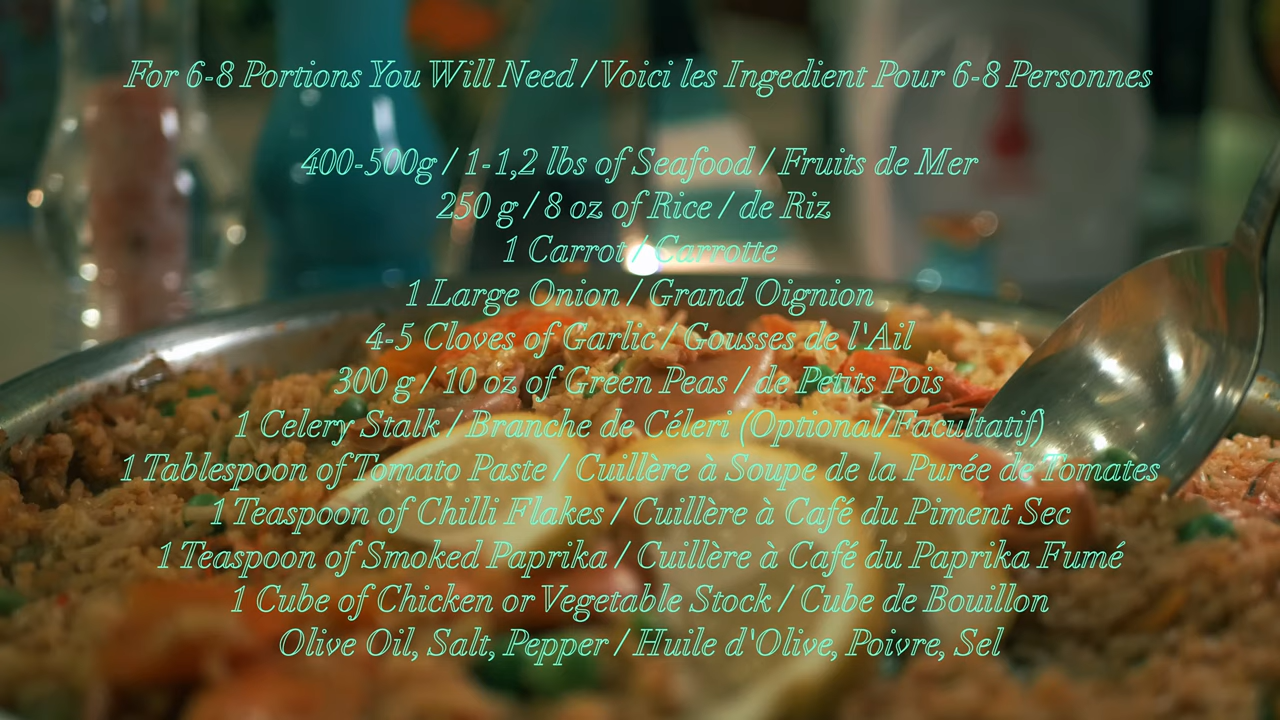 For 6-8 Portions You Will Need / Voici les Ingedient Pour 6-8 Personnes
400-500g / 1-1,2 lbs of Seafood / Fruits de Mer
250 g / 8 oz of Rice / de Riz
1 Carrot / Carrotte
1 Large Onion / Grand Oignion
4-5 Cloves of Garlic / Gousses de l'Ail
300 g / 10 oz of Green Peas / de Petits Pois
1 Celery Stalk / Branche de Céleri (Optional/Facultatif)
1 Tablespoon of Tomato Paste / Cuillère à Soupe de la Purée de Tomates
1 Teaspoon of Chilli Flakes / Cuillère à Café du Piment Sec
1 Teaspoon of Smoked Paprika / Cuillère à Café du Paprika Fumé
1 Cube of Chicken or Vegetable Stock / Cube de Bouillon
Olive Oil, Salt, Pepper / Huile d'Olive, Poivre, Sel